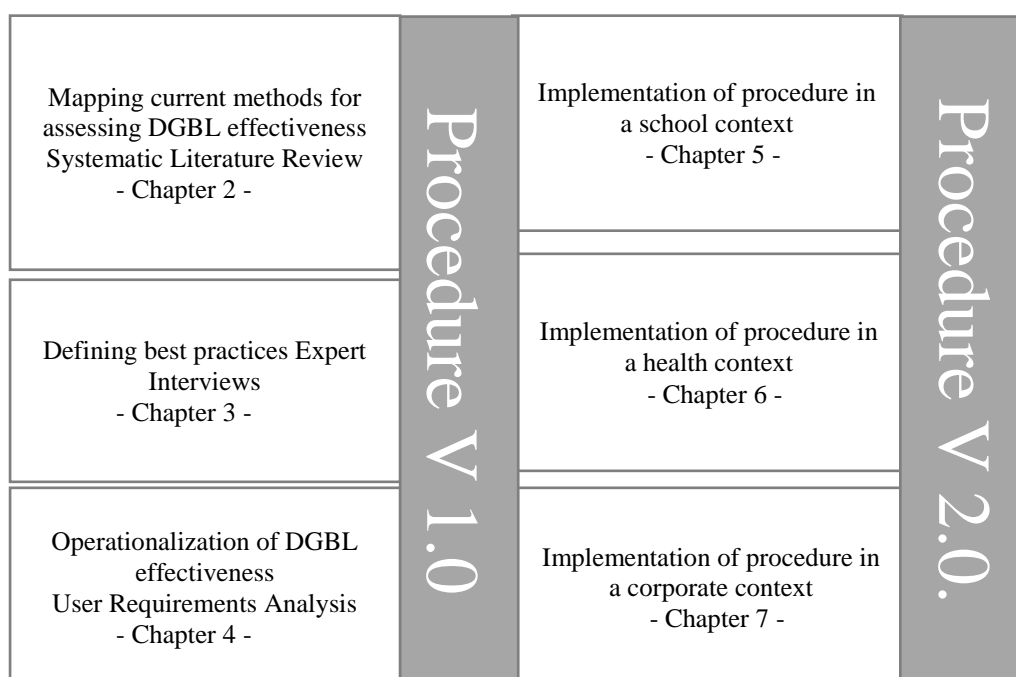 Mapping current methods for
assessing DGBL effectiveness
Systematic Literature Review
- Chapter 2 -
Defining best practices Expert
Interviews
- Chapter 3 -
Operationalization of DGBL
effectiveness
User Requirements Analysis
- Chapter 4 -
Procedure V 1.0
Implementation of procedure in
a school context
- Chapter 5 -
Implementation of procedure in
a health context
- Chapter 6 -
Implementation of procedure in
a corporate context
- Chapter 7 -
Procedure V 2.0.